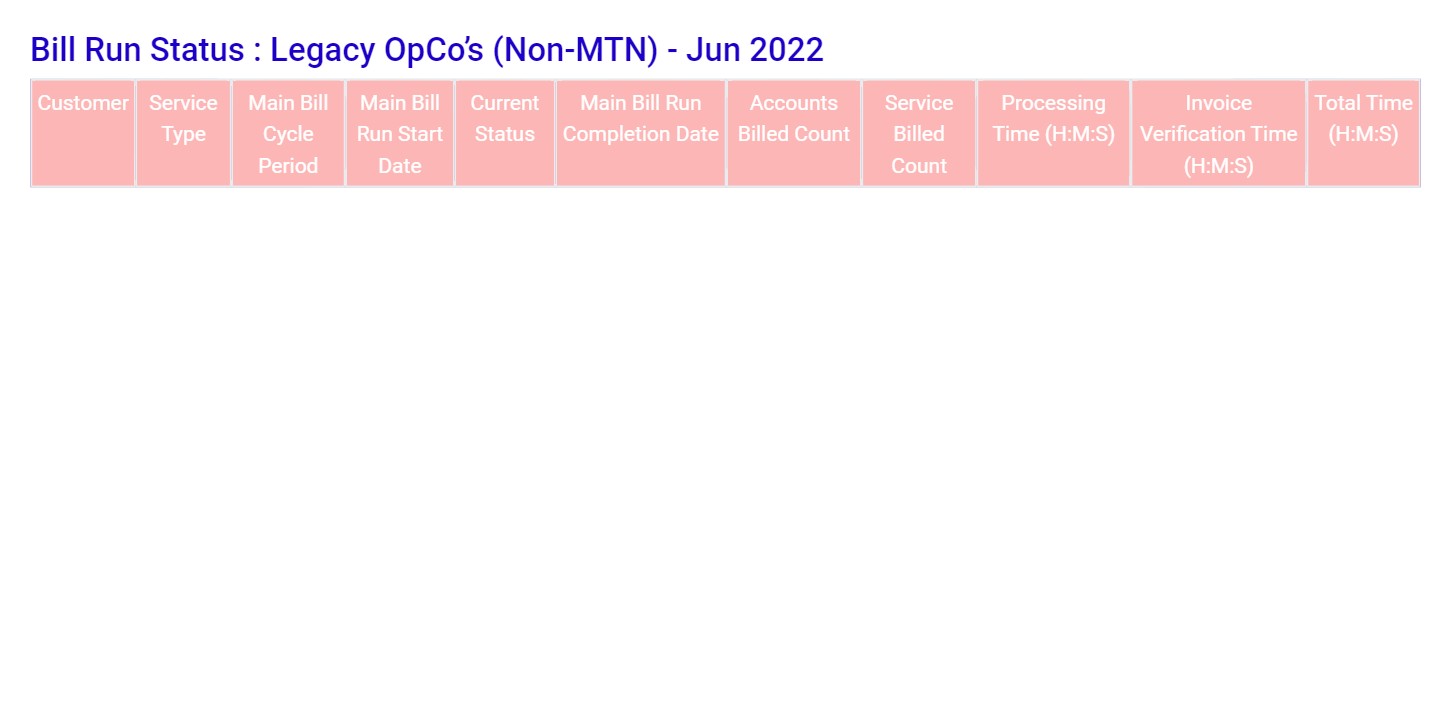 Bill Run Status : Legacy OpCo’s (Non-MTN) - Jun 2022
Customer
Service
Type
Main Bill
Cycle
Period
Main Bill
Run Start
Date
Current
Status
Main Bill Run
Completion Date
Accounts
Billed Count
Service
Billed
Count
Processing
Time (H:M:S)
Invoice
Verification Time
(H:M:S)
Total Time
(H:M:S)